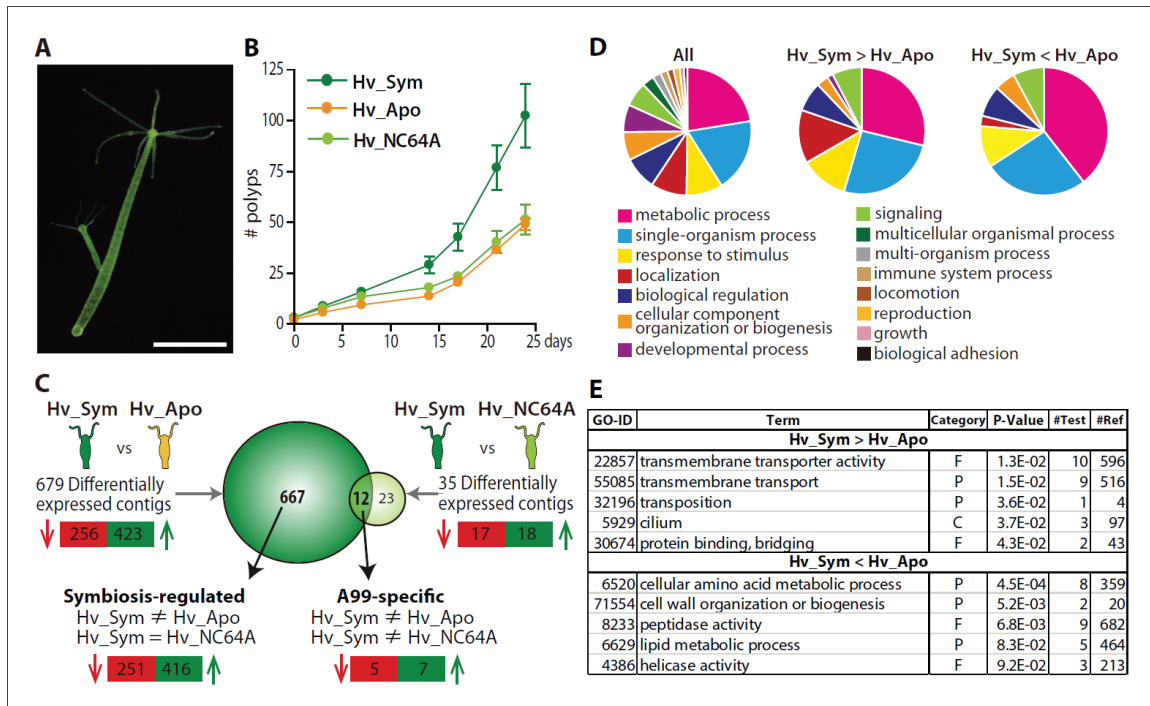 A
B
125
100
75
50
25
0
# polyps
0 5 10 15 20 25 days
Hv_Sym
Hv_Apo
Hv_NC64A
C
Hv_Sym Hv_Apo
vs
679 Differentially
expressed contigs
256 423
667
12
23
Hv_Sym Hv_NC64A
vs
35 Differentially
expressed contigs
17 18
Symbiosis-regulated
Hv_Sym ≠ Hv_Apo
Hv_Sym = Hv_NC64A
251 416
A99-specific
Hv_Sym ≠ Hv_Apo
Hv_Sym ≠ Hv_NC64A
5 7
D
All
Hv_Sym > Hv_Apo
Hv_Sym < Hv_Apo
metabolic process
single-organism process
response to stimulus
localization
biological regulation
cellular component
organization or biogenesis
developmental process
signaling
multicellular organismal process
multi-organism process
immune system process
locomotion
reproduction
growth
biological adhesion
E
GO-ID Term Category P-Value #Test #Ref
Hv_Sym > Hv_Apo
22857 transmembrane transporter activity F 1.3E-02 10 596
55085 transmembrane transport P 1.5E-02 9 516
32196 transposition P 3.6E-02 1 4
5929 cilium C 3.7E-02 3 97
30674 protein binding, bridging F 4.3E-02 2 43
Hv_Sym < Hv_Apo
6520 cellular amino acid metabolic process P 4.5E-04 8 359
71554 cell wall organization or biogenesis P 5.2E-03 2 20
8233 peptidase activity F 6.8E-03 9 682
6629 lipid metabolic process P 8.3E-02 5 464
4386 helicase activity F 9.2E-02 3 213